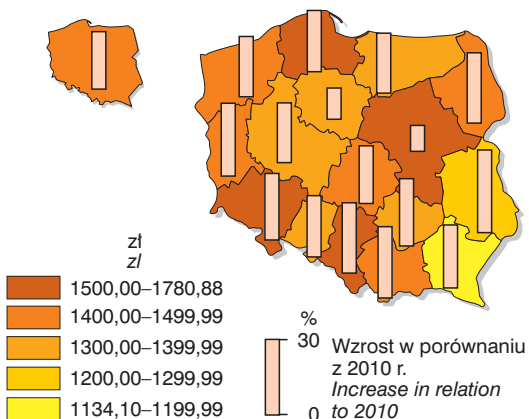 zł
zl
1500,00–1780,88
1400,00–1499,99
1300,00–1399,99
1200,00–1299,99
1134,10–1199,99
%
30
0
Wzrost w porównaniu
z 2010 r.
Increase in relation
to 2010